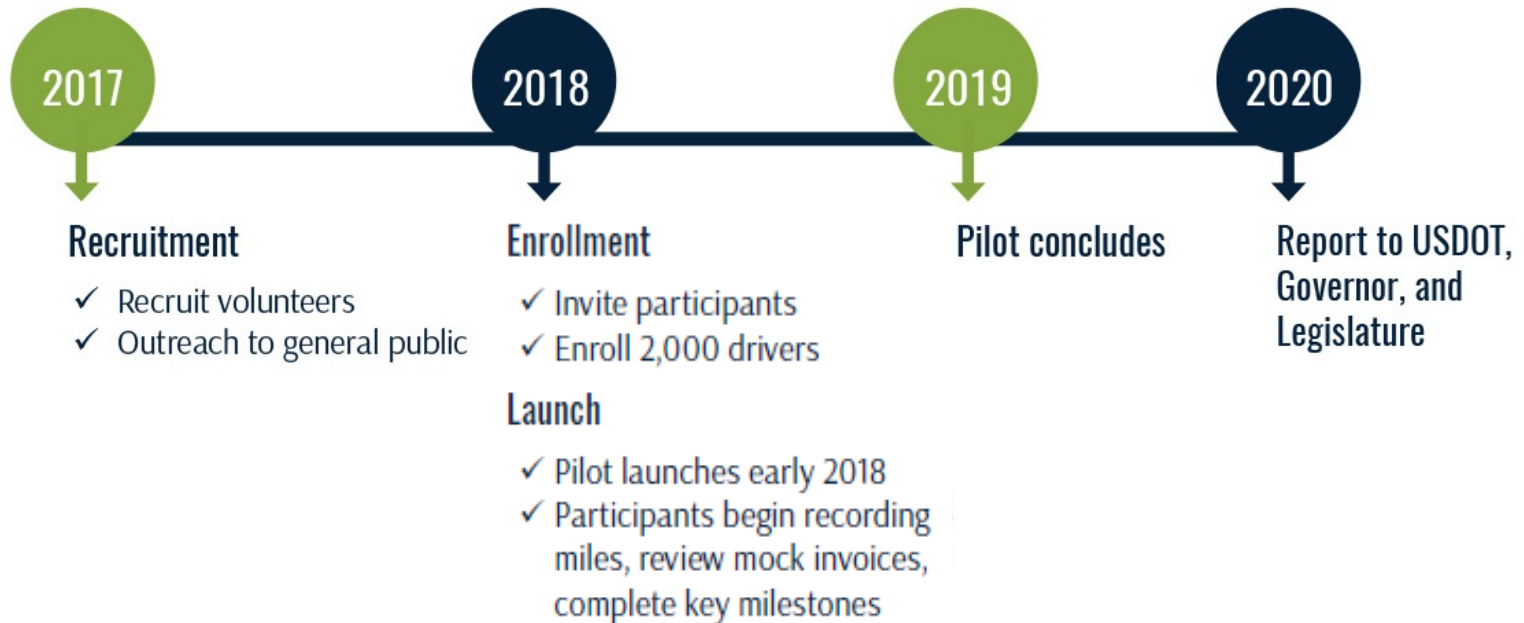 2017
2018
2019
2020
Recruitment
✓ Recruit volunteers
✓ Outreach to general public
Enrollment
✓ Invite participants
✓ Enroll 2,000 drivers
Launch
✓ Pilot launches early 2018
✓ Participants begin recording
miles, review mock invoices,
complete key milestones
Pilot concludes
Report to USDOT,
Governor, and
Legislature